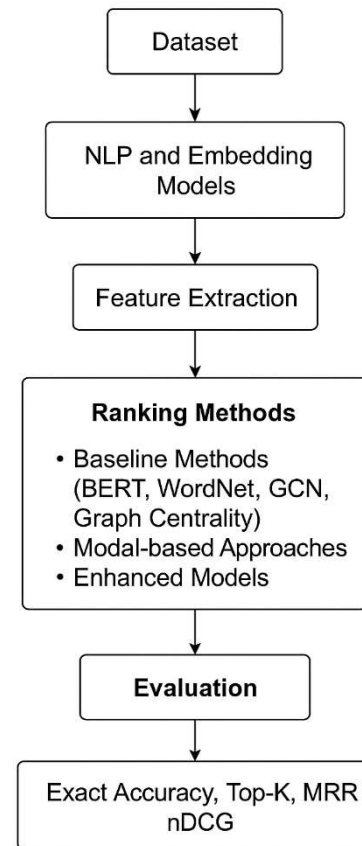 Dataset
NLP and Embedding
Models
Feature Extraction
Ranking Methods
• Baseline Methods
(BERT, WordNet, GCN,
Graph Centrality)
• Modal-based Approaches
• Enhanced Models
Evaluation
Exact Accuracy, Top-K, MRR
nDCG